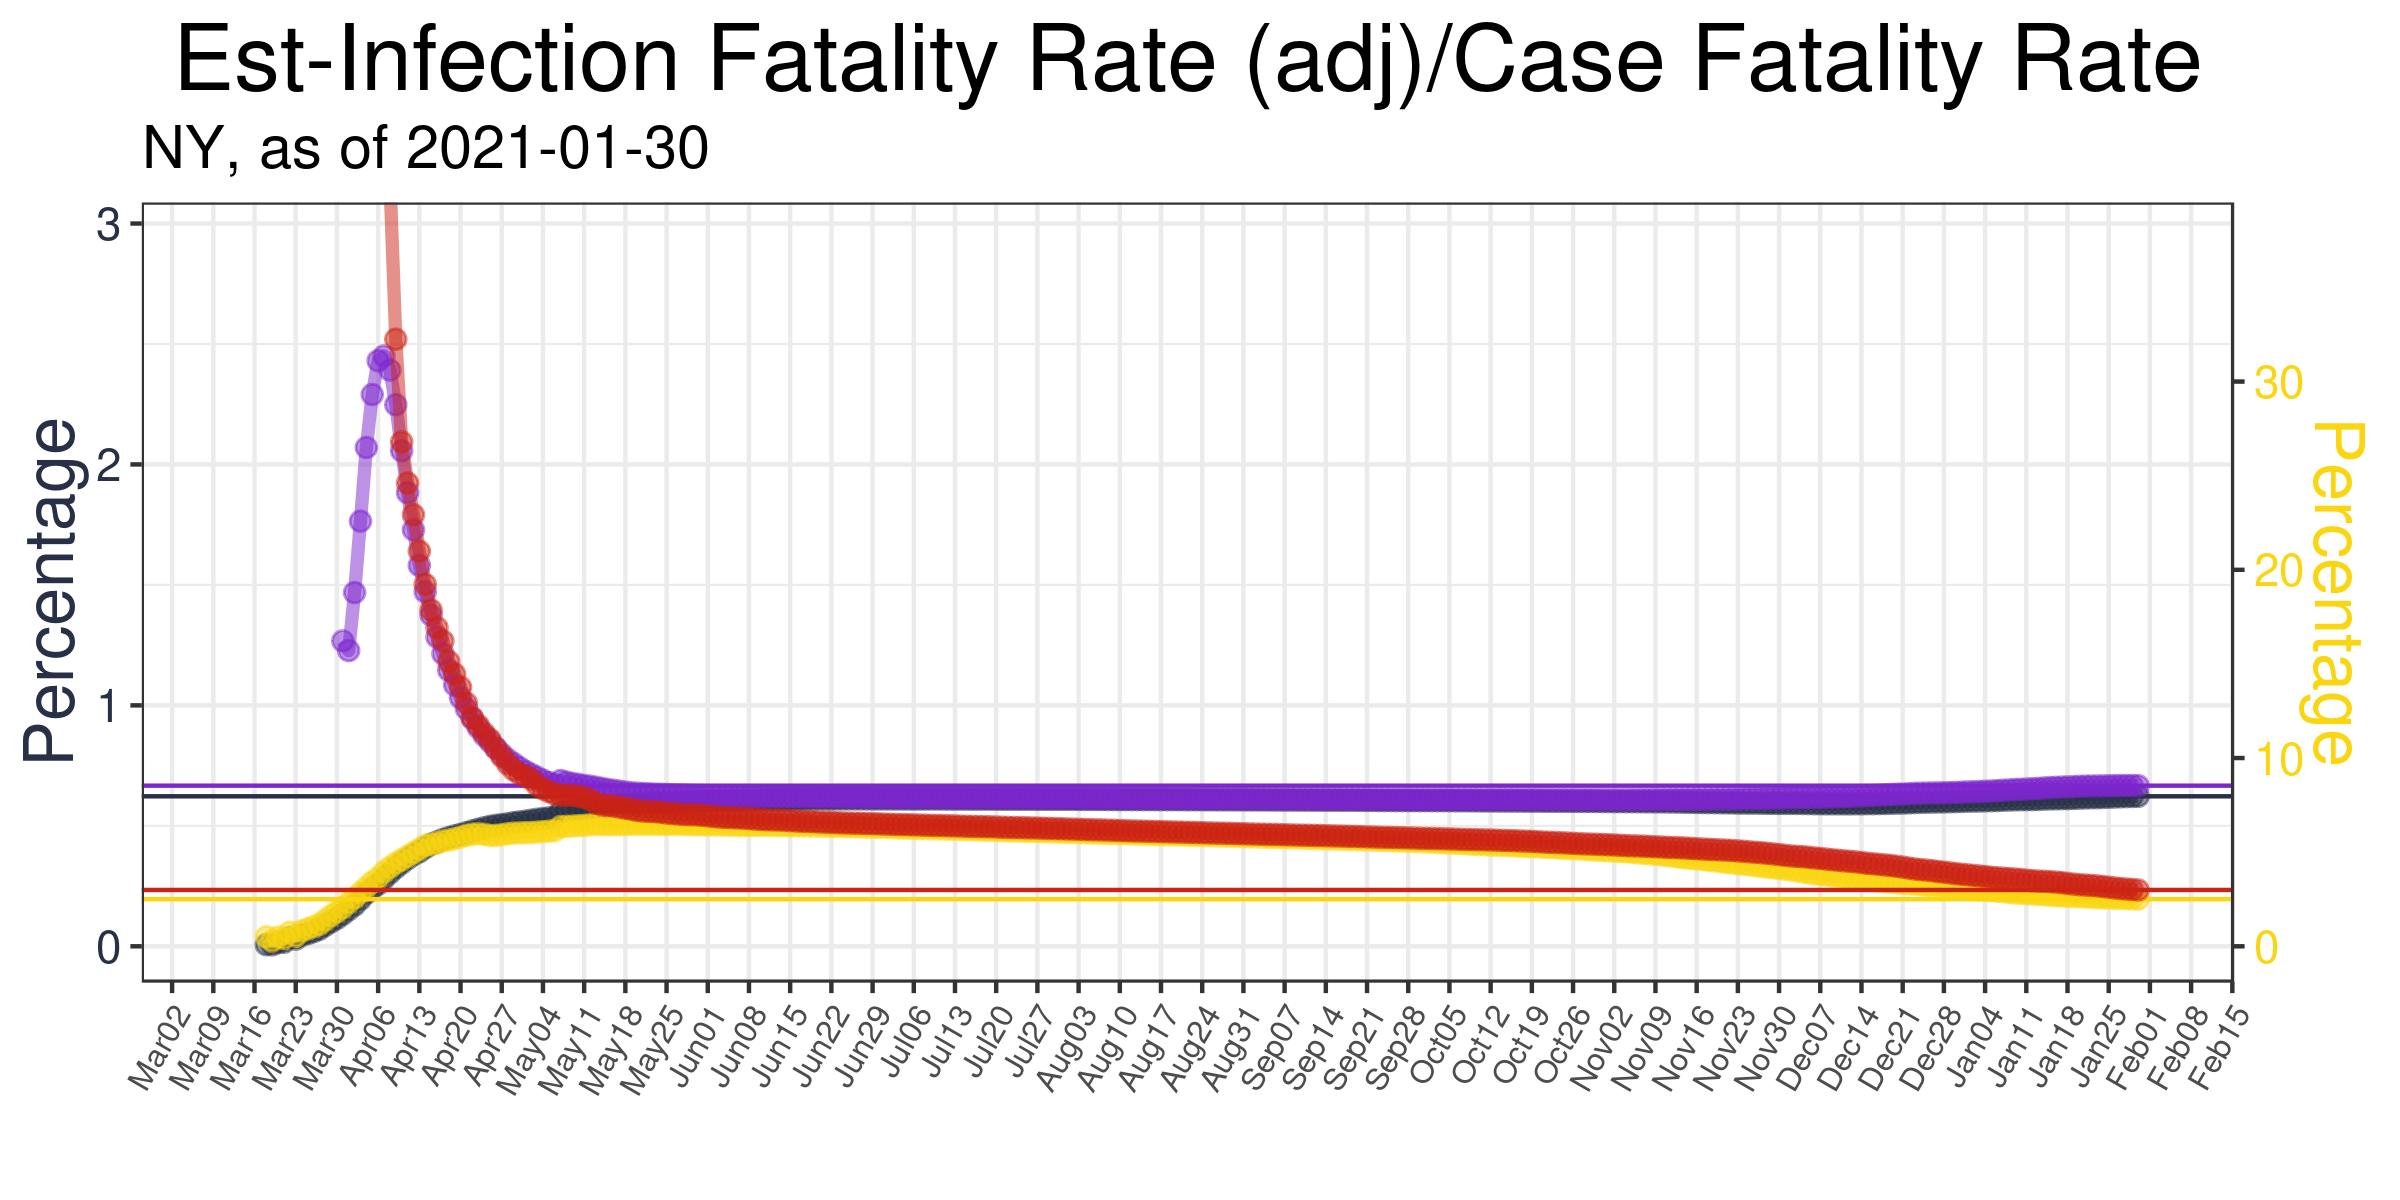 Est-Infection Fatality Rate (adj)/Case Fatality Rate
NY, as of 2021-01-30
Percentage
3
2
1
0
30
20
10
0
Percentage
Mar02 Mar09 Mar16 Mar23 Mar30 Apr06 Apr13 Apr20 Apr27 May04 May11 May18 May25 Jun01 Jun08 Jun15 Jun22 Jun29 Jul06 Jul13 Jul20 Jul27 Aug03 Aug10 Aug17 Aug24 Aug31 Sep07 Sep14 Sep21 Sep28 Oct05 Oct12 Oct19 Oct26 Nov02 Nov09 Nov16 Nov23 Nov30 Dec07 Dec14 Dec21 Dec28 Jan04 Jan11 Jan18 Jan25 Feb01 Feb08 Feb15